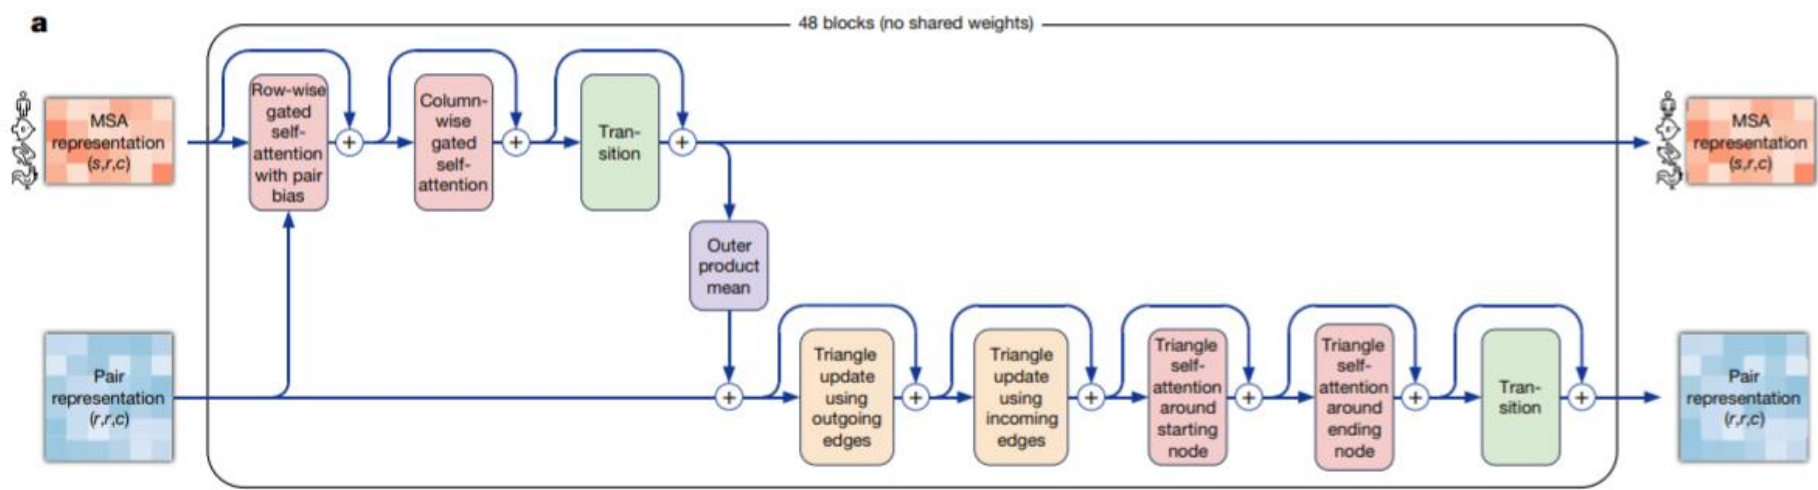 a
48 blocks (no shared weights)
MSA
representation
(s,r,c)
Row-wise
gated
self-
attention
with pair
bias
+
Column-
wise
gated
self-
attention
+
Tran-
sition
+
MSA
representation
(s,r,c)
Outer
product
mean
Pair
representation
(r,r,c)
+
Triangle
update
using
outgoing
edges
+
Triangle
update
using
incoming
edges
+
Triangle
self-
attention
around
starting
node
+
Triangle
self-
attention
around
ending
node
+
Tran-
sition
+
Pair
representation
(r,r,c)